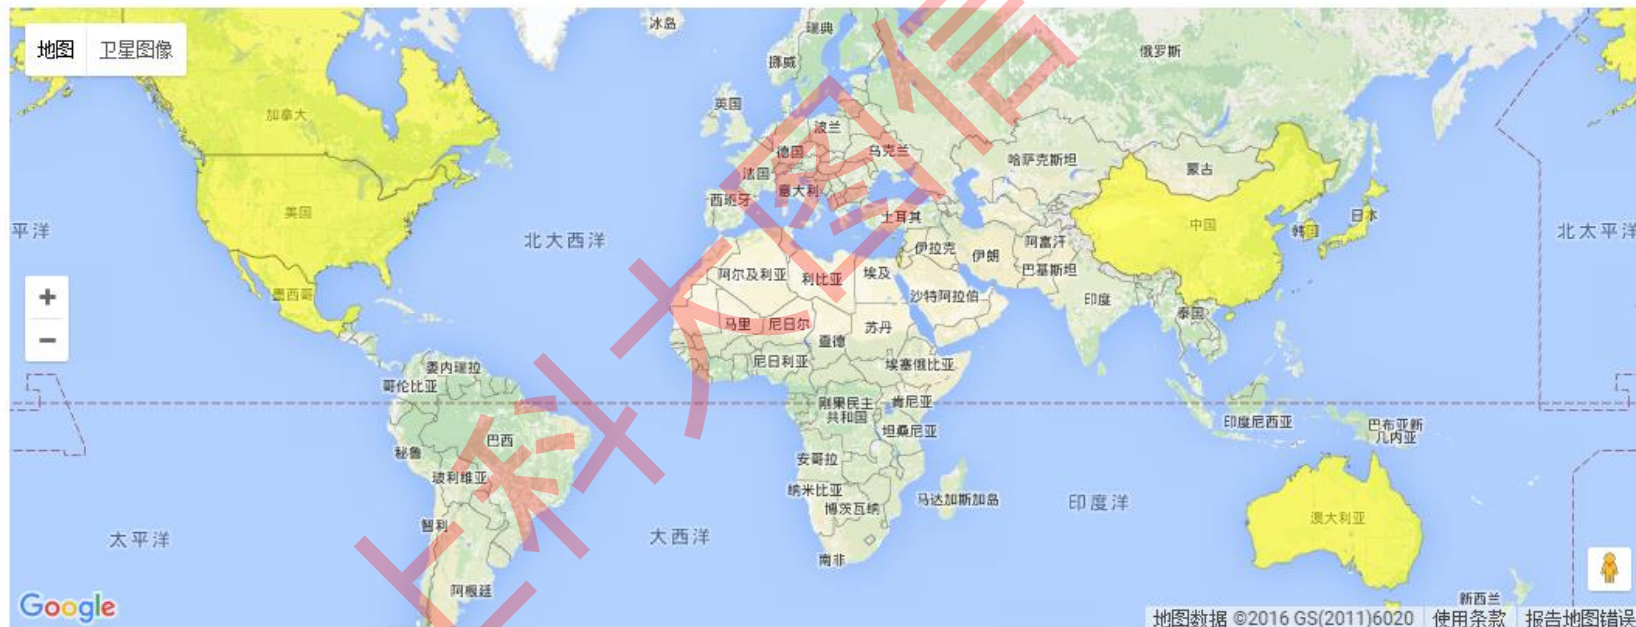 冰岛
瑞典
俄罗斯
地图 卫星图像
挪威
英国
加拿大
波兰
德国
乌克兰
哈萨克斯坦
蒙古
法国
意大利
西班牙
美国
土耳其
中国
日本
韩国
平洋
北大西洋
伊拉克
伊朗
阿富汗
北太平洋
阿尔及利亚
利比亚
埃及
巴基斯坦
墨西哥
沙特阿拉伯
印度
泰国
+
−
马里
尼日尔
苏丹
乍得
尼日利亚
埃塞俄比亚
委内瑞拉
哥伦比亚
刚果民主
共和国
肯尼亚
坦桑尼亚
印度尼西亚
巴布亚新
几内亚
巴西
秘鲁
玻利维亚
安哥拉
纳米比亚
博茨瓦纳
马达加斯加岛
印度洋
澳大利亚
智利
太平洋
大西洋
南非
阿根廷
新西兰
Google
地图数据 ©2016 GS(2011)6020 使用条款 报告地图错误
上科大图信